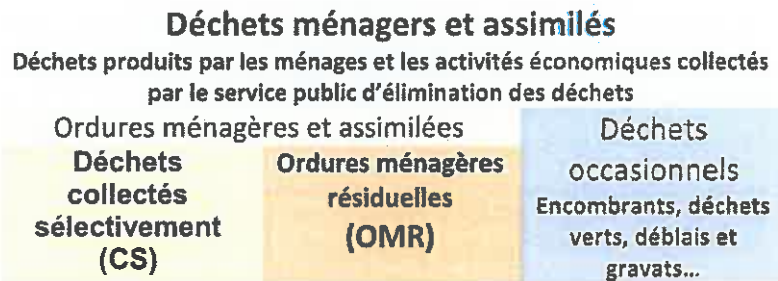 Déchets ménagers et assimilés
Déchets produits par les ménages et les activités économiques collectés
par le service public d'élimination des déchets
Ordures ménagères et assimilées
Déchets
collectés
sélectivement
(CS)
Ordures ménagères
résiduelles
(OMR)
Déchets
occasionnels
Encombrants, déchets
verts, déblais et
gravats...